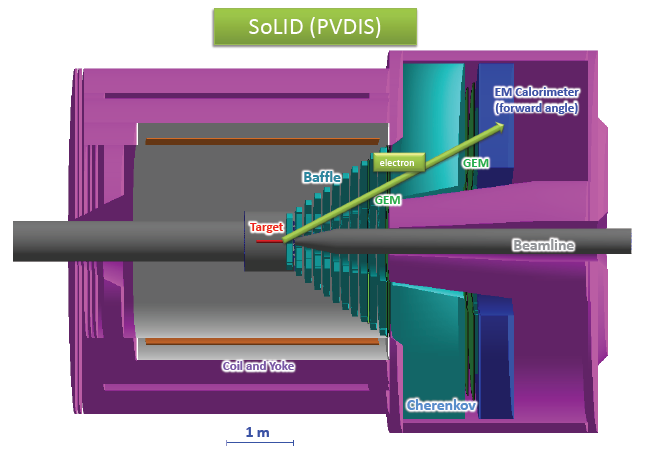 SoLID (PVDIS)
EM Calorimeter
(forward angle)
electron
GEM
Baffle
GEM
Target
Beamline
Coil and Yoke
Cherenkov
1 m